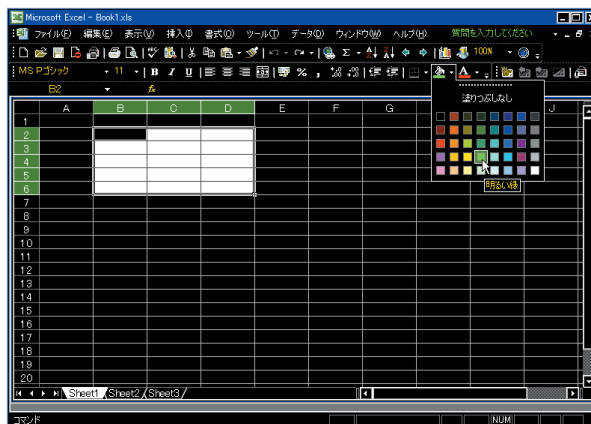 Microsoft Excel - Book1.xls
ファイル(F) 編集(E) 表示(V) 挿入(I) 書式(O) ツール(T) データ(D) ウィンドウ(W) ヘルプ(H) 質問を入力してください
100%
MS Pゴシック 11 B I U % ,
B2 fx
塗りつぶしなし
明るい緑
A B C D E F G J
1
2
3
4
5
6
7
8
9
10
11
12
13
14
15
16
17
18
19
20
Sheet1 Sheet2 Sheet3
コマンド NUM